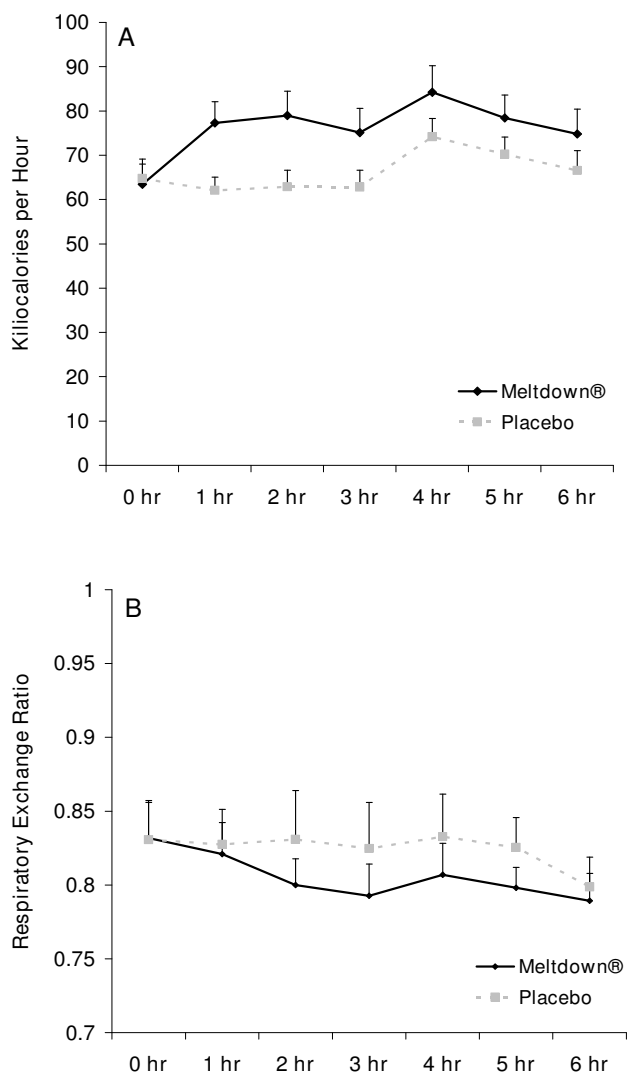 A
Kiliocalories per Hour
100
90
80
70
60
50
40
30
20
10
0
Meltdown®
Placebo
0 hr 1 hr 2 hr 3 hr 4 hr 5 hr 6 hr
B
Respiratory Exchange Ratio
1
0.95
0.9
0.85
0.8
0.75
0.7
Meltdown®
Placebo
0 hr 1 hr 2 hr 3 hr 4 hr 5 hr 6 hr